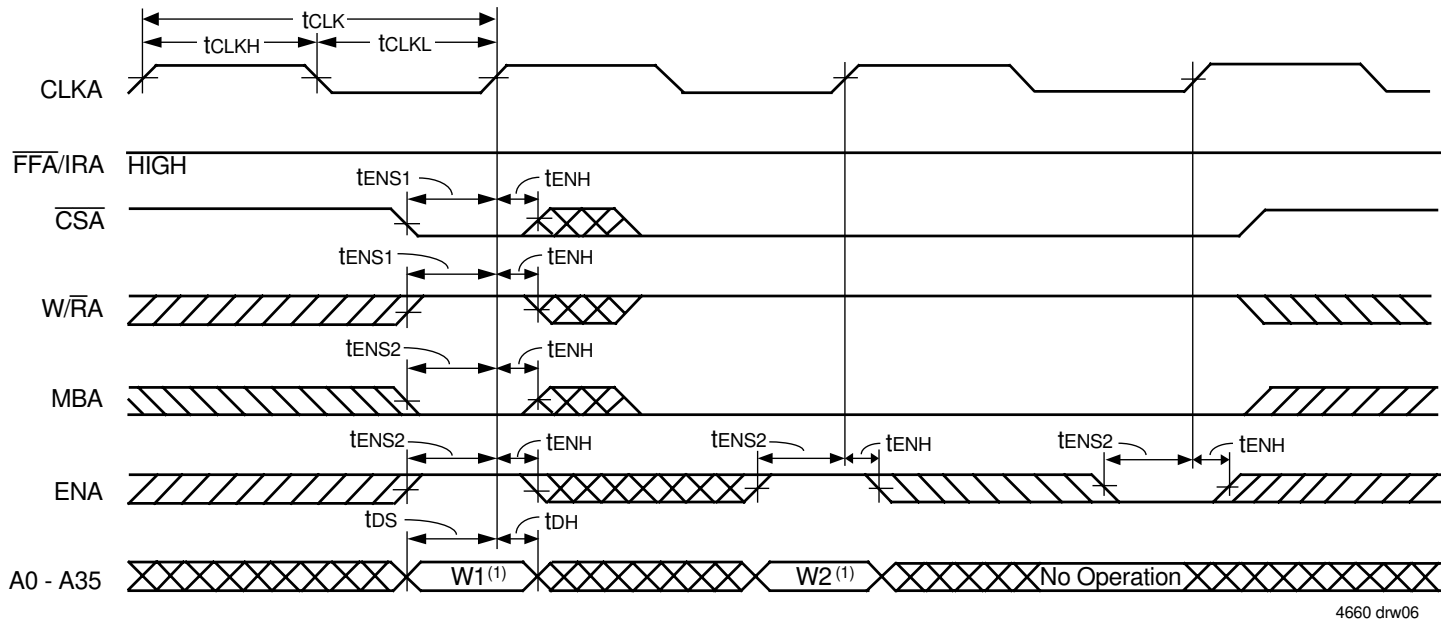 tCLK
tCLKH tCLKL
CLKA
FFA/IRA HIGH
tENS1 tENH
CSA
tENS1 tENH
W/RA
tENS2 tENH
MBA
tENS2 tENH tENS2 tENH tENS2 tENH
ENA
tDS tDH
A0 - A35 W1(1) W2(1) No Operation
4660 drw06